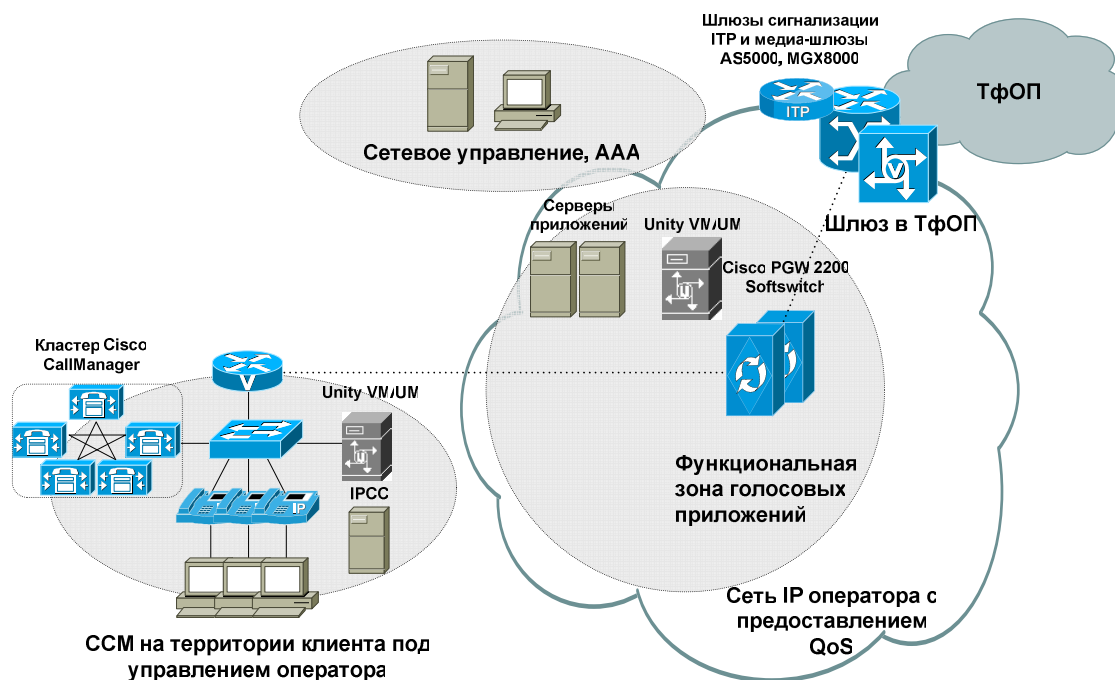 Шлюзы сигнализации
ITP и медиа-шлюзы
AS5000, MGX8000
ТфОП
ITP
Сетевое управление, AAA
V
Шлюз в ТфОП
Серверы
приложений
Unity VM/UM
U
Cisco PGW 2200
Softswitch
Кластер Cisco
CallManager
V
Unity VM/UM
U
IPCC
IP
Функциональная
зона голосовых
приложений
Сеть IP оператора с
предоставлением
QoS
ССМ на территории клиента под
управлением оператора